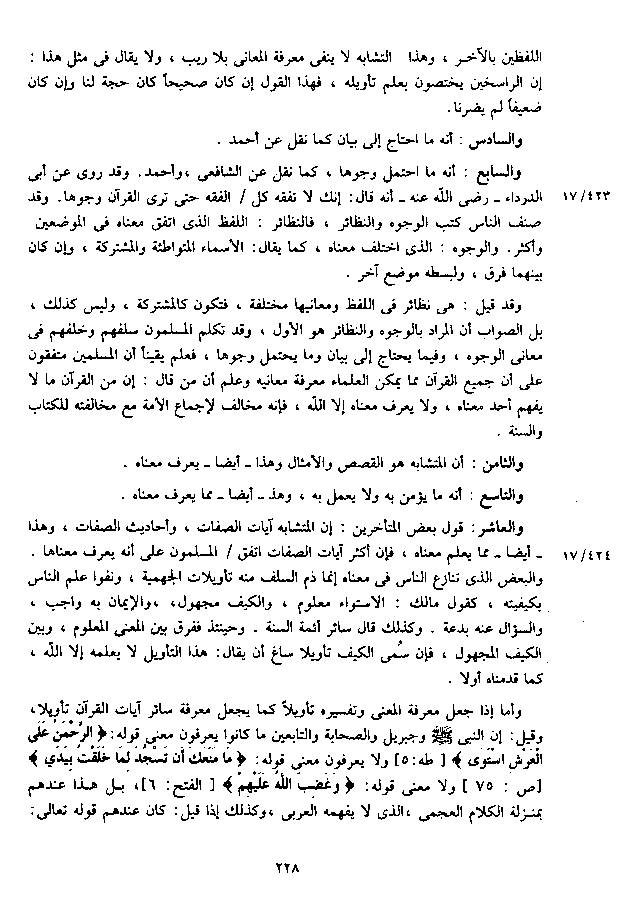 اللفظين بالآخر ، وهذا التشابه لا ينفى معرفة المعانى بلا ريب ، ولا يقال فى مثل هذا :
إن الراسخين يختصون بعلم تأويله ، فهذا القول إن كان صحيحاً كان حجة لنا وإن كان
ضعيفاً لم يضرنا.
والسادس : أنه ما احتاج إلى بيان كما نقل عن أحمد .
والسابع : أنه ما احتمل وجوها ، كما نقل عن الشافعى ،وأحمد. وقد روى عن أبى
١٧/٤٢٣ الدرداء ـ رضى الله عنه ـ أنه قال: إنك لا تفقه كل / الفقه حتى ترى القرآن وجوها. وقد
صنف الناس كتب الوجوه والنظائر ، فالنظائر : اللفظ الذى اتفق معناه فى الموضعين
وأكثر. والوجوه : الذى اختلف معناه ، كما يقال: الأسماء المتواطئة والمشتركة ، وإن كان
بينهما فرق ، ولبسطه موضع آخر .
وقد قيل : هى نظائر فى اللفظ ومعانيها مختلفة ، فتكون كالمشتركة ، وليس كذلك ،
بل الصواب أن المراد بالوجوه والنظائر هو الأول ، وقد تكلم المسلمون سلفهم وخلفهم فى
معانى الوجوه ، وفيما يحتاج إلى بيان وما يحتمل وجوها ، فعلم يقيناً أن المسلمين متفقون
على أن جميع القرآن مما يمكن العلماء معرفة معانيه وعلم أن من قال : إن من القرآن ما لا
يفهم أحد معناه ، ولا يعرف معناه إلا الله ، فإنه مخالف لإجماع الأمة مع مخالفته للكتاب
والسنة .
والثامن : أن المتشابه هو القصص والأمثال وهذا ـ أيضا ـ يعرف معناه .
والتاسع : أنه ما يؤمن به ولا يعمل به ، وهذ ـ أيضا ـ مما يعرف معناه .
والعاشر : قول بعض المتأخرين : إن المتشابه آيات الصفات ، وأحاديث الصفات ، وهذا
١٧/٤٢٤ ـ أيضا ـ مما يعلم معناه ، فإن أكثر آيات الصفات اتفق / المسلمون على أنه يعرف معناها .
والبعض الذى تنازع الناس فى معناه إنما ذم السلف منه تأويلات الجهمية ، ونفوا علم الناس
بكيفيته ، كقول مالك : الاستواء معلوم ، والكيف مجهول، ،والإيمان به واجب ،
والسؤال عنه بدعة . وكذلك قال سائر أئمة السنة . وحينئذ ففرق بين المعنى المعلوم ، وبين
الكيف المجهول ، فإن سُمى الكيف تأويلا ساغ أن يقال: هذا التأويل لا يعلمه إلا الله ،
كما قدمناه أولا .
وأما إذا جعل معرفة المعنى وتفسيره تأويلاً كما يجعل معرفة سائر آيات القرآن تأويلا،
وقيل: إن النبى ﷺ وجبريل والصحابة والتابعين ما كانوا يعرفون معنى قوله: ﴿ الرَّحْمَنُ عَلَى
الْعَرْشِ اسْتَوَى ﴾ [ طه:٥] ولا يعرفون معنى قوله: ﴿ مَا مَنَعَكَ أَن تَسْجُدَ لِمَا خَلَقْتُ بِيَدَيَّ ﴾
[ص : ٧٥ ] ولا معنى قوله: ﴿ وَغَضِبَ اللَّهُ عَلَيْهِمْ ﴾ [ الفتح : ٦]، بل هذا عندهم
بمنزلة الكلام العجمى ،الذى لا يفهمه العربى ،وكذلك إذا قيل: كان عندهم قوله تعالى:
٢٢٨